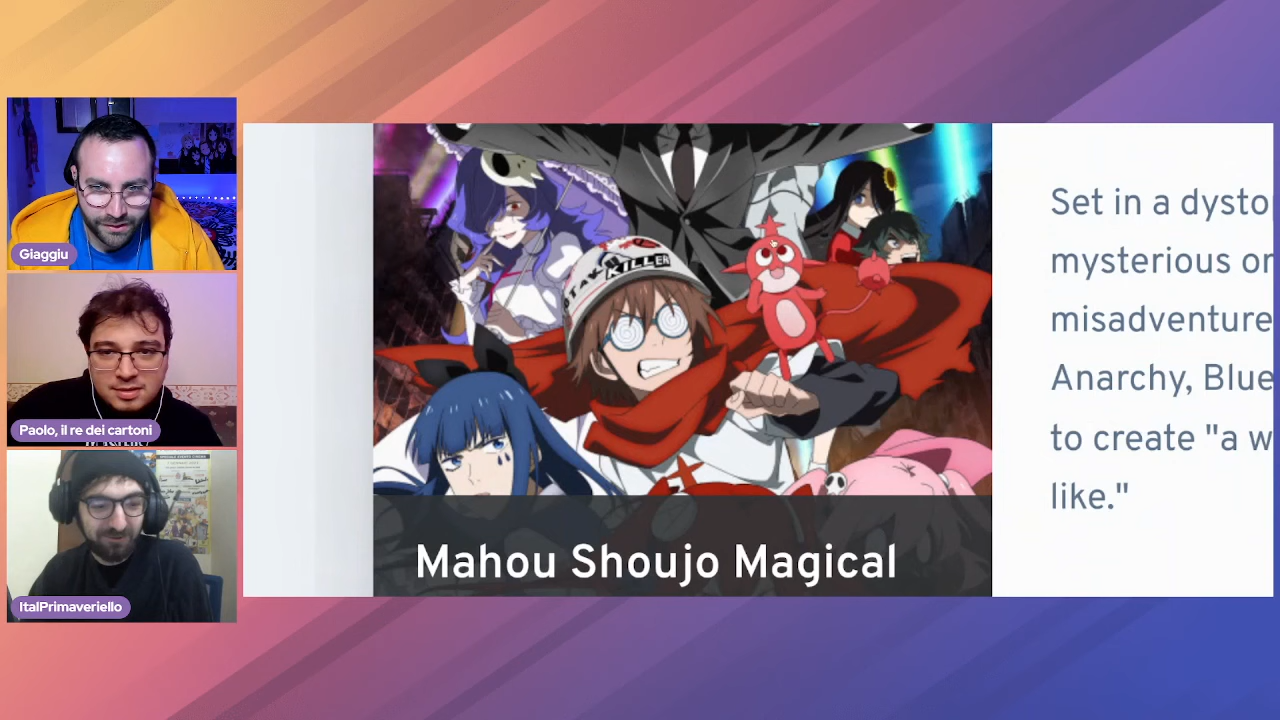 Giaggiu
Paolo, il re dei cartoni
ItalPrimaveriello
OTAKU
KILLER
Mahou Shoujo Magical
Set in a dysto
mysterious or
misadventure
Anarchy, Blue
to create "a w
like."